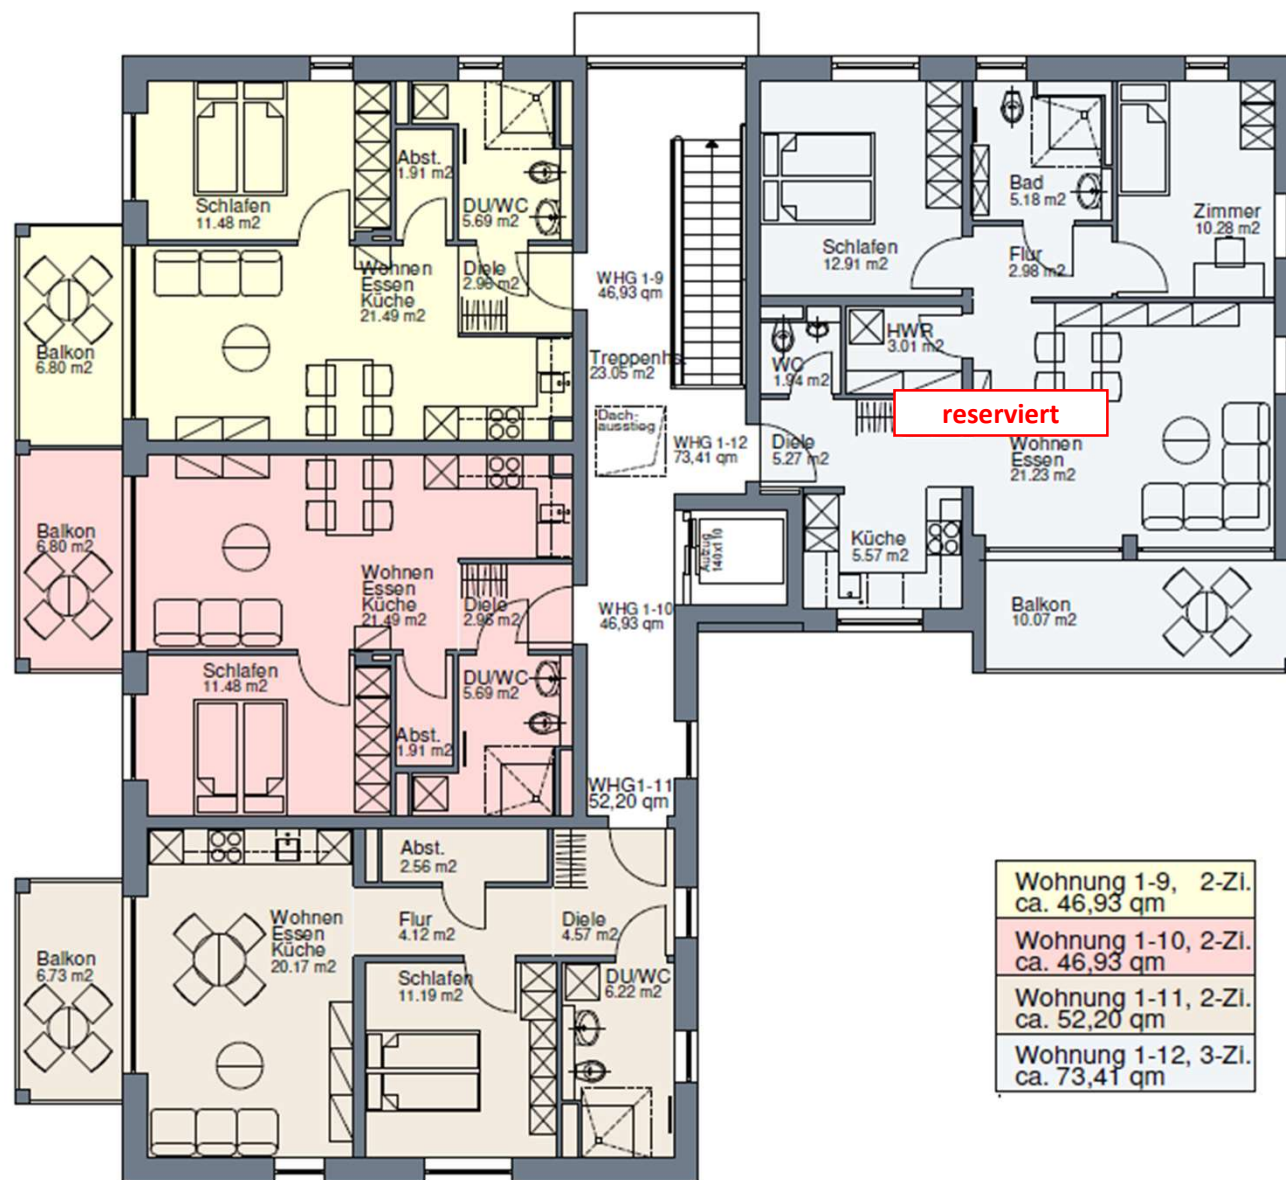 Schlafen
11.48 m2
Abst.
1.91 m2
DU/WC
5.69 m2
Diele
2.96 m2
Wohnen
Essen
Küche
21.49 m2
Balkon
6.80 m2
WHG 1-9
46,93 qm
Treppenhs.
23.05 m2
Dach-
ausstieg
WHG 1-12
73,41 qm
Schlafen
12.91 m2
Bad
5.18 m2
Zimmer
10.28 m2
Flur
2.98 m2
HWR
3.01 m2
WC
1.94 m2
reserviert
Diele
5.27 m2
Wohnen
Essen
21.23 m2
Küche
5.57 m2
Aufzug
140x110
Balkon
10.07 m2
Balkon
6.80 m2
Wohnen
Essen
Küche
21.49 m2
Diele
2.96 m2
WHG 1-10
46,93 qm
Schlafen
11.48 m2
DU/WC
5.69 m2
Abst.
1.91 m2
WHG1-11
52,20 qm
Abst.
2.56 m2
Wohnen
Essen
Küche
20.17 m2
Flur
4.12 m2
Diele
4.57 m2
Balkon
6.73 m2
Schlafen
11.19 m2
DU/WC
6.22 m2
Wohnung 1-9, 2-Zi.
ca. 46,93 qm
Wohnung 1-10, 2-Zi.
ca. 46,93 qm
Wohnung 1-11, 2-Zi.
ca. 52,20 qm
Wohnung 1-12, 3-Zi.
ca. 73,41 qm